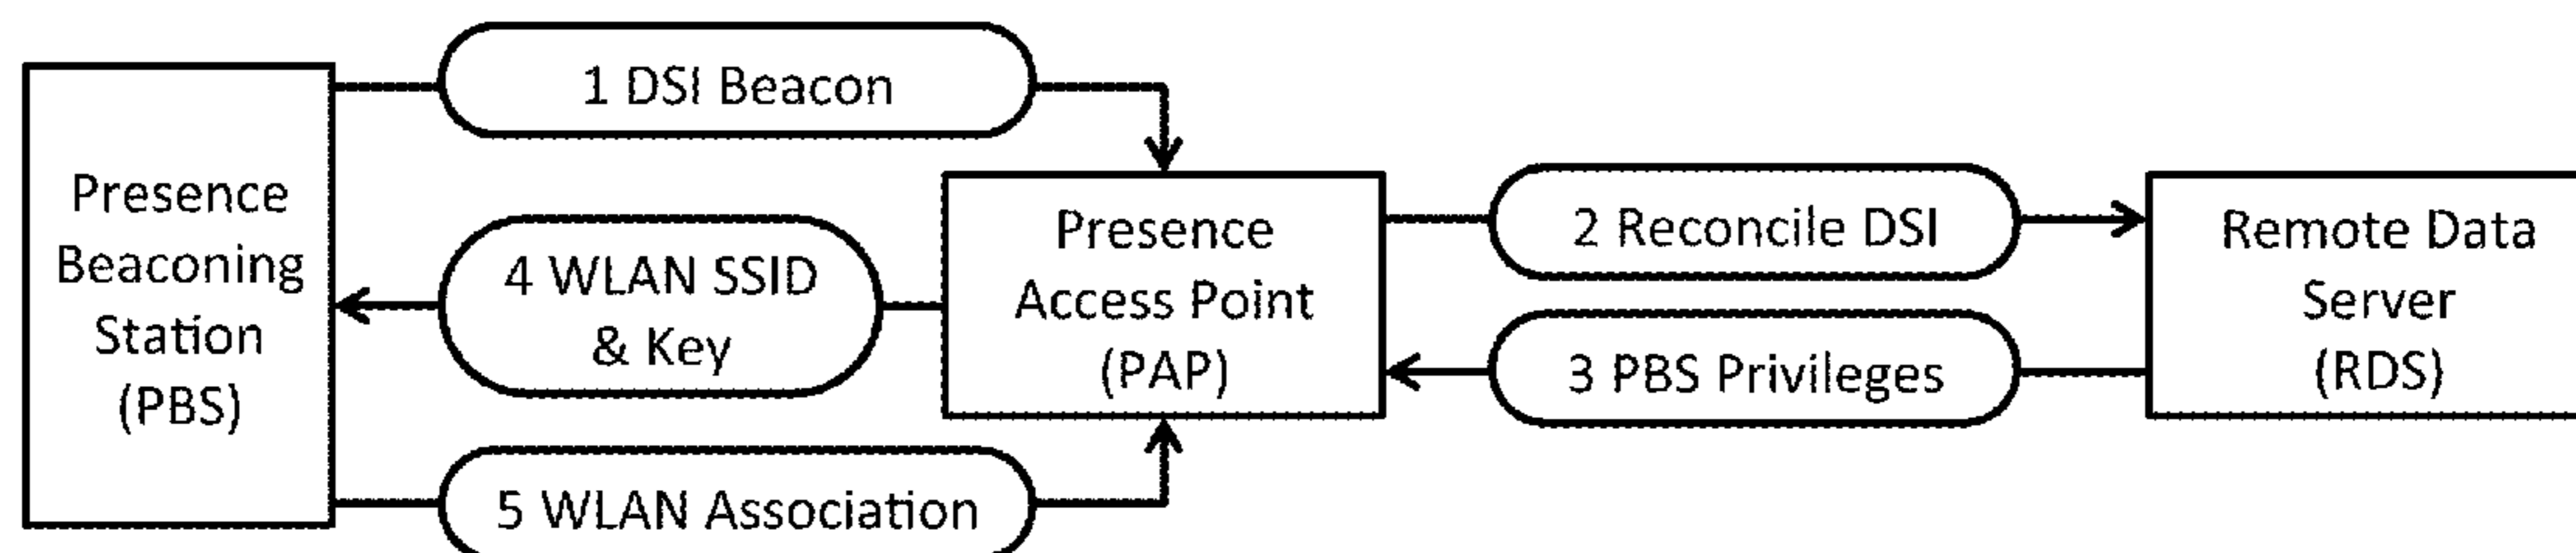 1 DSI Beacon
Presence
Beaconing
Station
(PBS)
4 WLAN SSID
& Key
5 WLAN Association
Presence
Access Point
(PAP)
2 Reconcile DSI
3 PBS Privileges
Remote Data
Server
(RDS)